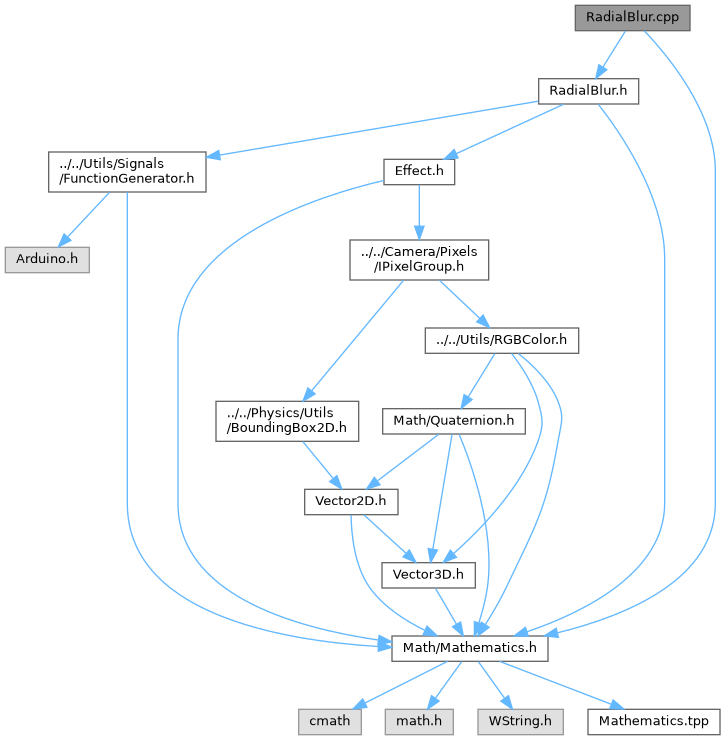 RadialBlur.cpp
RadialBlur.h
../../Utils/Signals
/FunctionGenerator.h
Effect.h
Arduino.h
../../Camera/Pixels
/IPixelGroup.h
../../Utils/RGBColor.h
../../Physics/Utils
/BoundingBox2D.h
Math/Quaternion.h
Vector2D.h
Vector3D.h
Math/Mathematics.h
cmath
math.h
WString.h
Mathematics.tpp